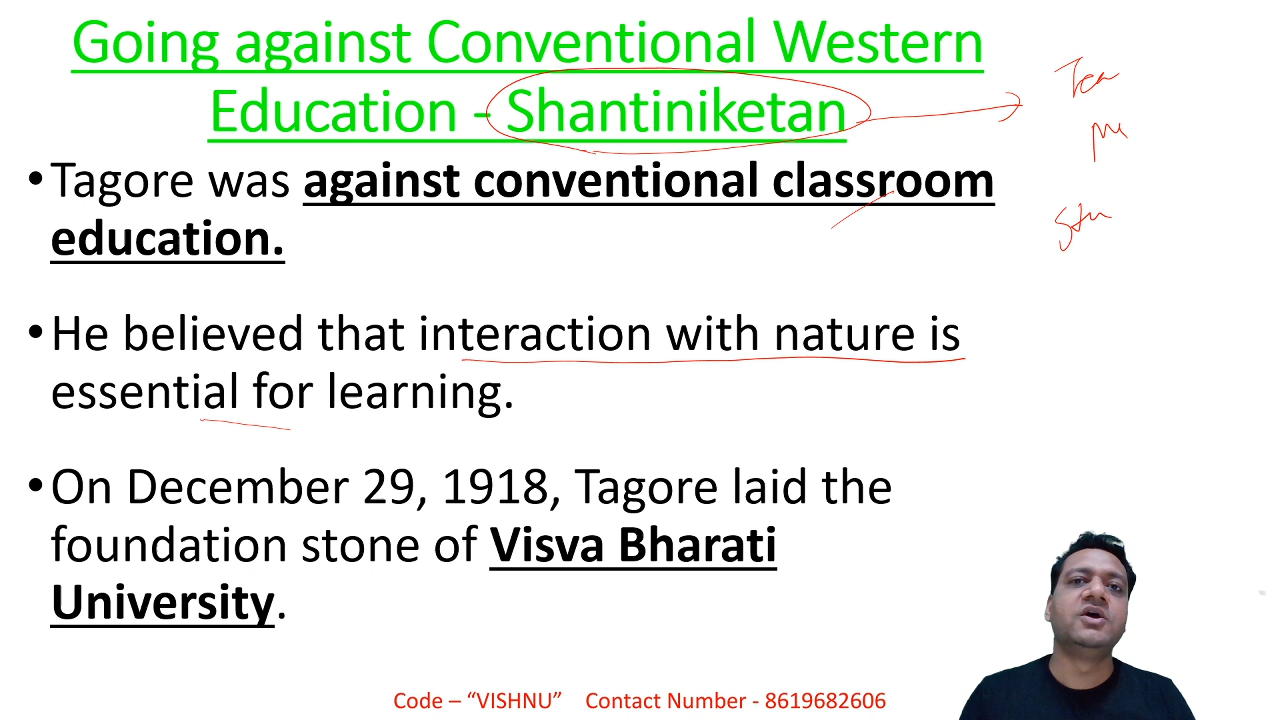 Going against Conventional Western
Education - Shantiniketan
•Tagore was against conventional classroom
education.
•He believed that interaction with nature is
essential for learning.
•On December 29, 1918, Tagore laid the
foundation stone of Visva Bharati
University.
Code – “VISHNU” Contact Number - 8619682606